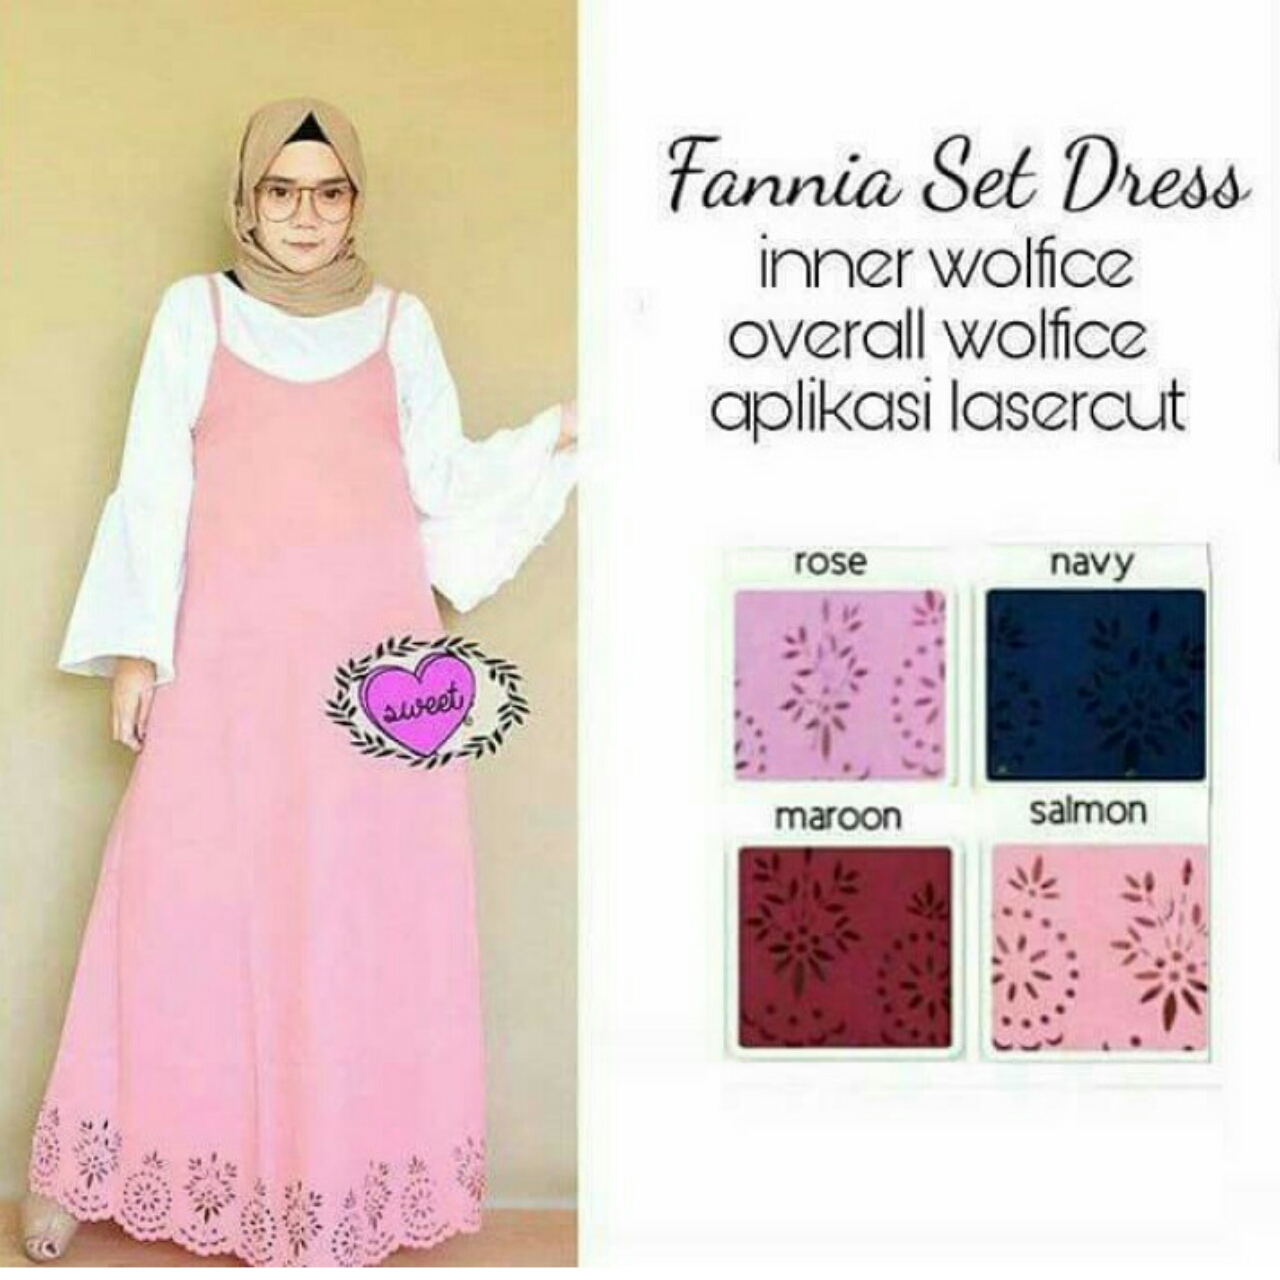 Fannia Set Dress
inner wolfice
overall wolfice
aplikasi lasercut
rose
navy
maroon
salmon
sweet